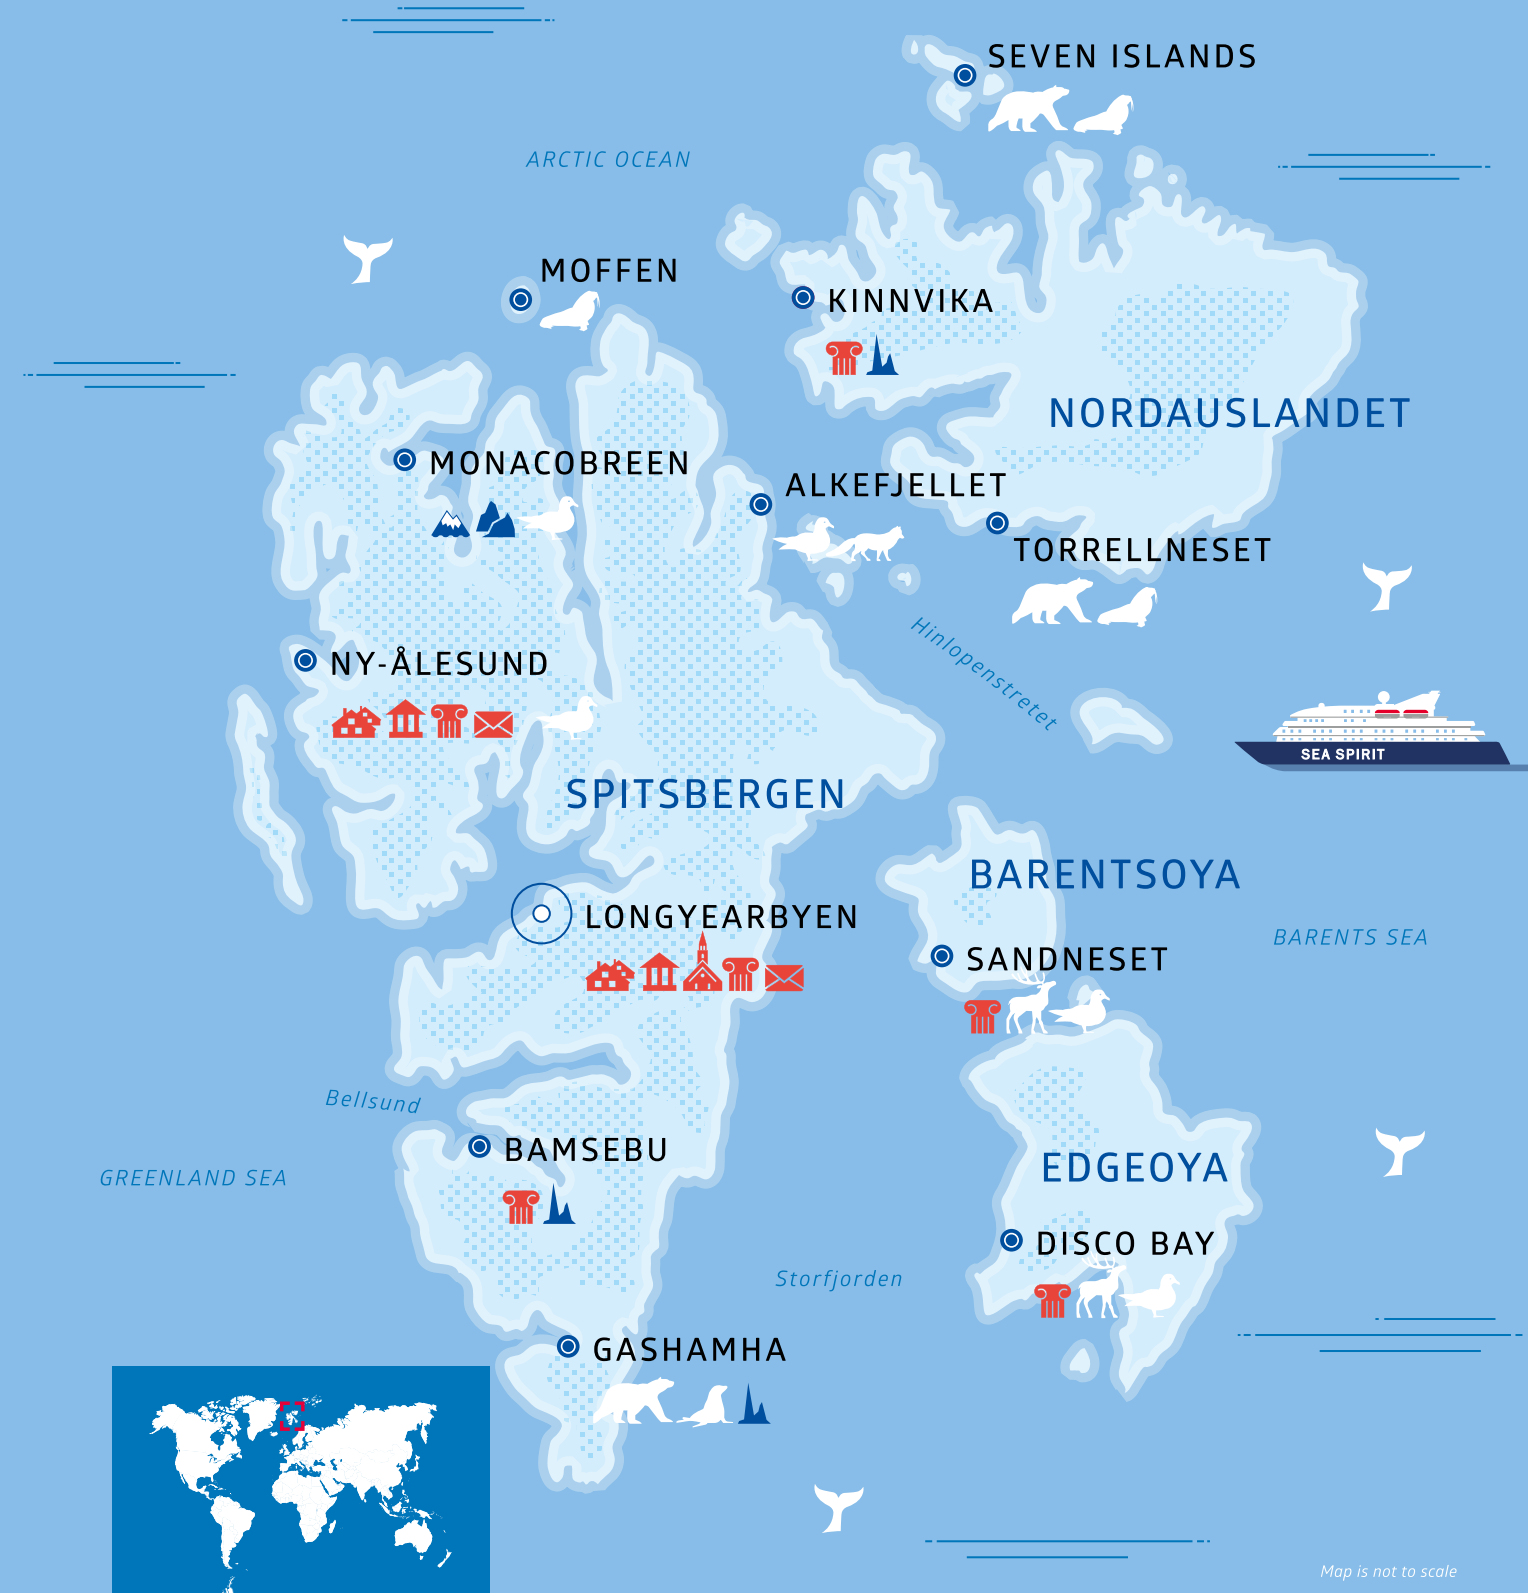 SEVEN ISLANDS
ARCTIC OCEAN
MOFFEN
KINNVIKA
NORDAUSLANDET
MONACOBREEN
ALKEFJELLET
TORRELLNESET
Hinlopenstretet
NY-ÅLESUND
SEA SPIRIT
SPITSBERGEN
BARENTSOYA
LONGYEARBYEN
BARENTS SEA
SANDNESET
Bellsund
BAMSEBU
GREENLAND SEA
EDGEOYA
DISCO BAY
Storfjorden
GASHAMHA
Map is not to scale